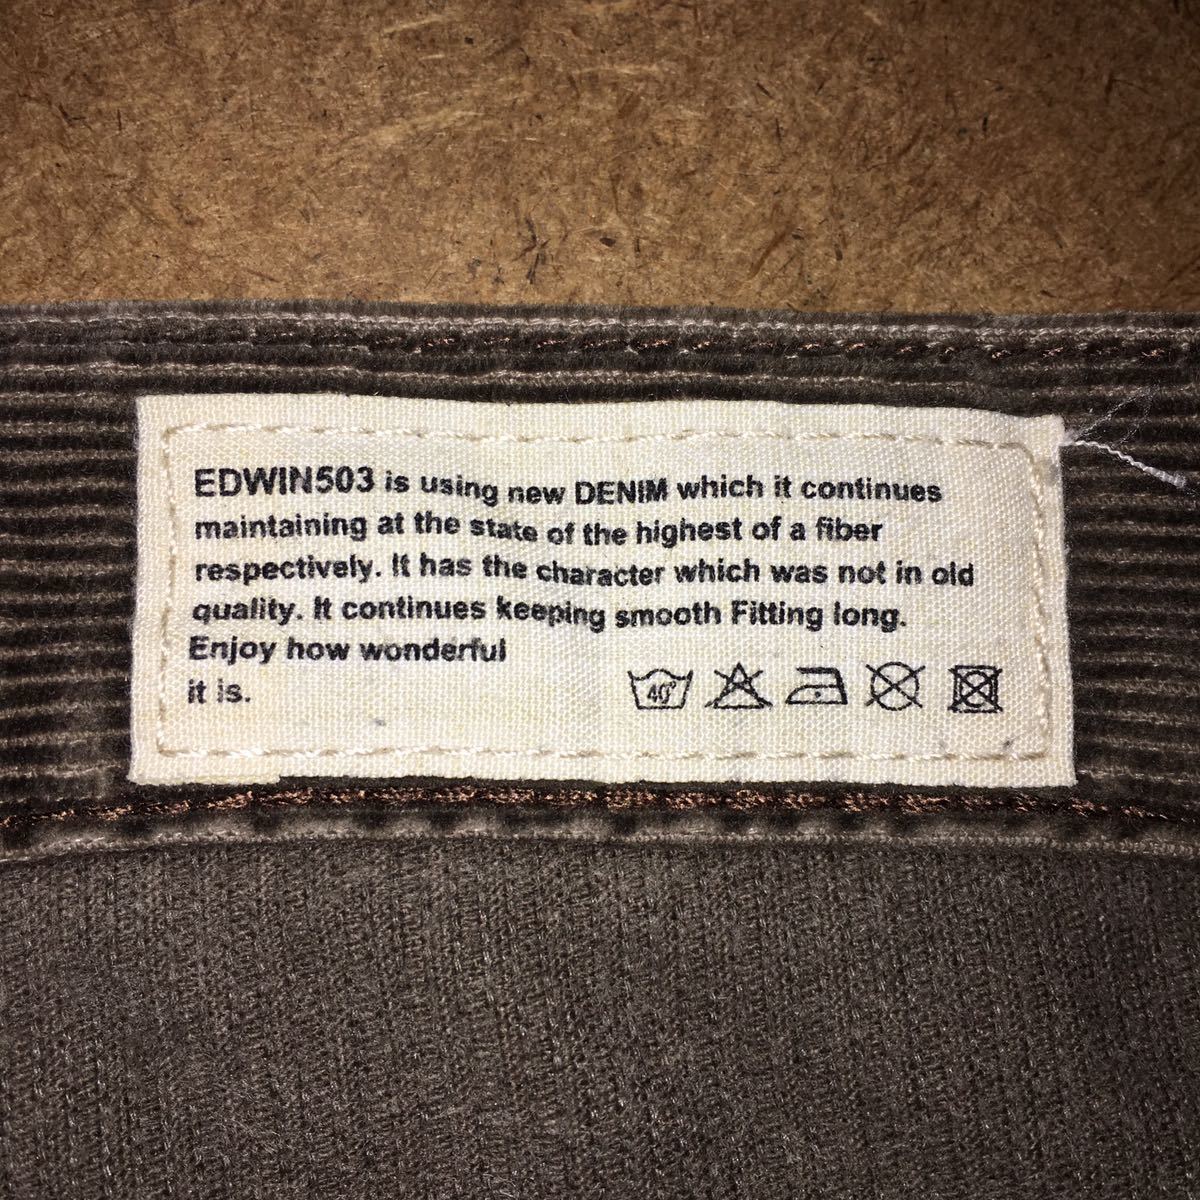 EDWIN503 is using new DENIM which it continues
maintaining at the state of the highest of a fiber
respectively. It has the character which was not in old
quality. It continues keeping smooth Fitting long.
Enjoy how wonderful
it is.
40°